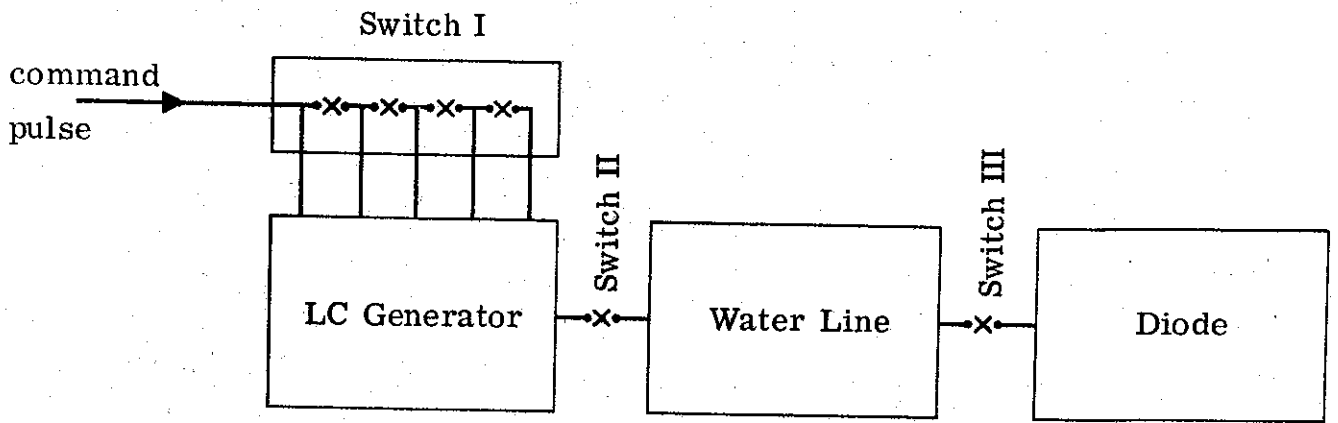 Switch I
command
pulse
Switch II
Switch III
LC Generator
Water Line
Diode